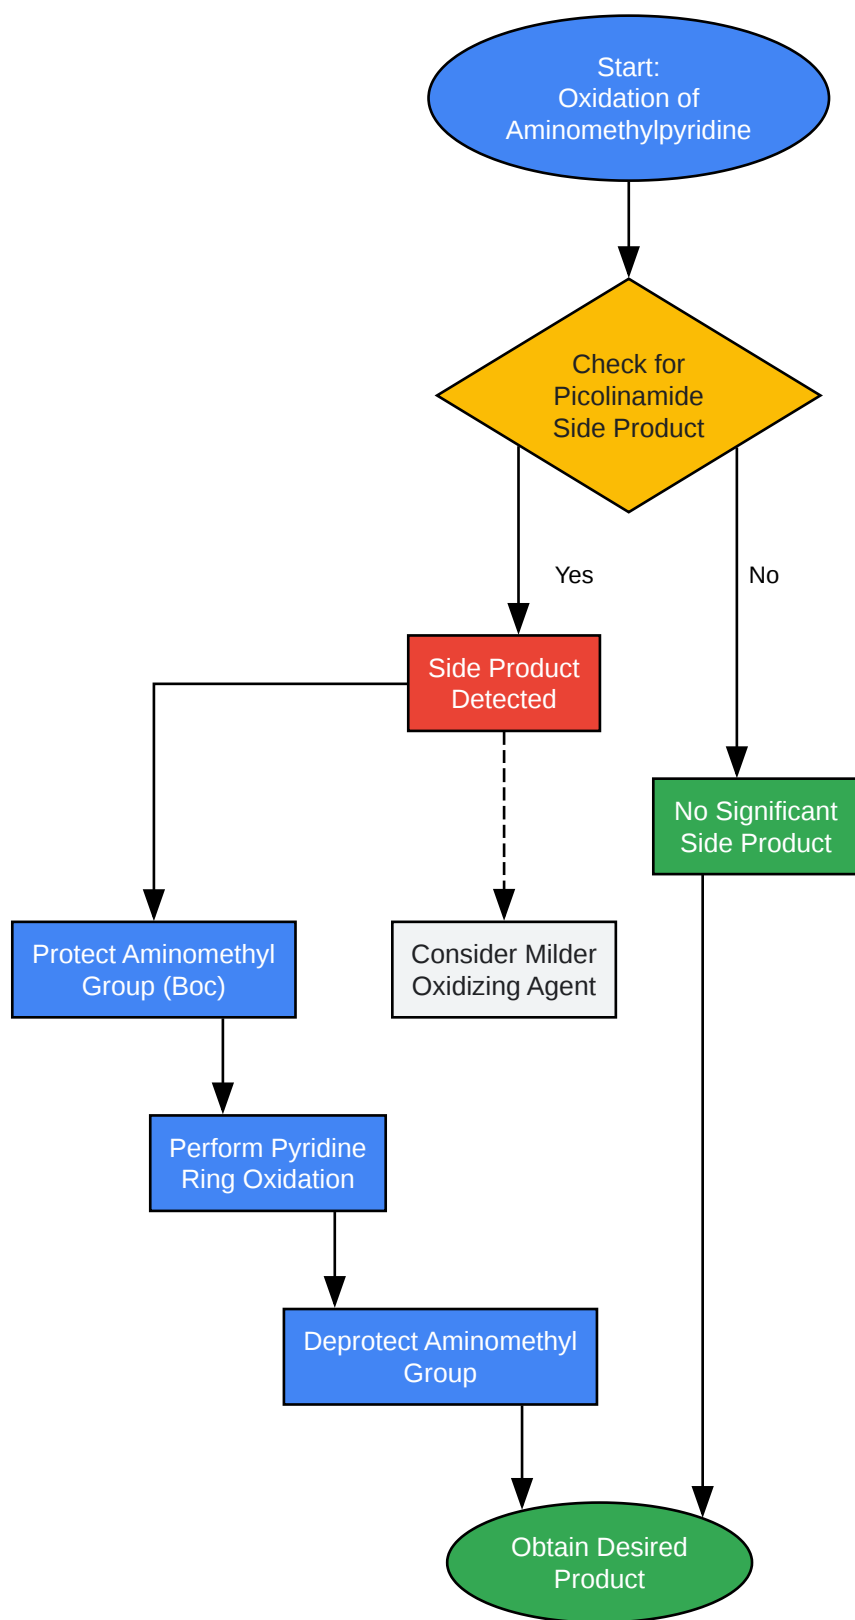 Start:
Oxidation of
Aminomethylpyridine
Check for
Picolinamide
Side Product
Yes
No
Side Product
Detected
No Significant
Side Product
Protect Aminomethyl
Group (Boc)
Consider Milder
Oxidizing Agent
Perform Pyridine
Ring Oxidation
Deprotect Aminomethyl
Group
Obtain Desired
Product